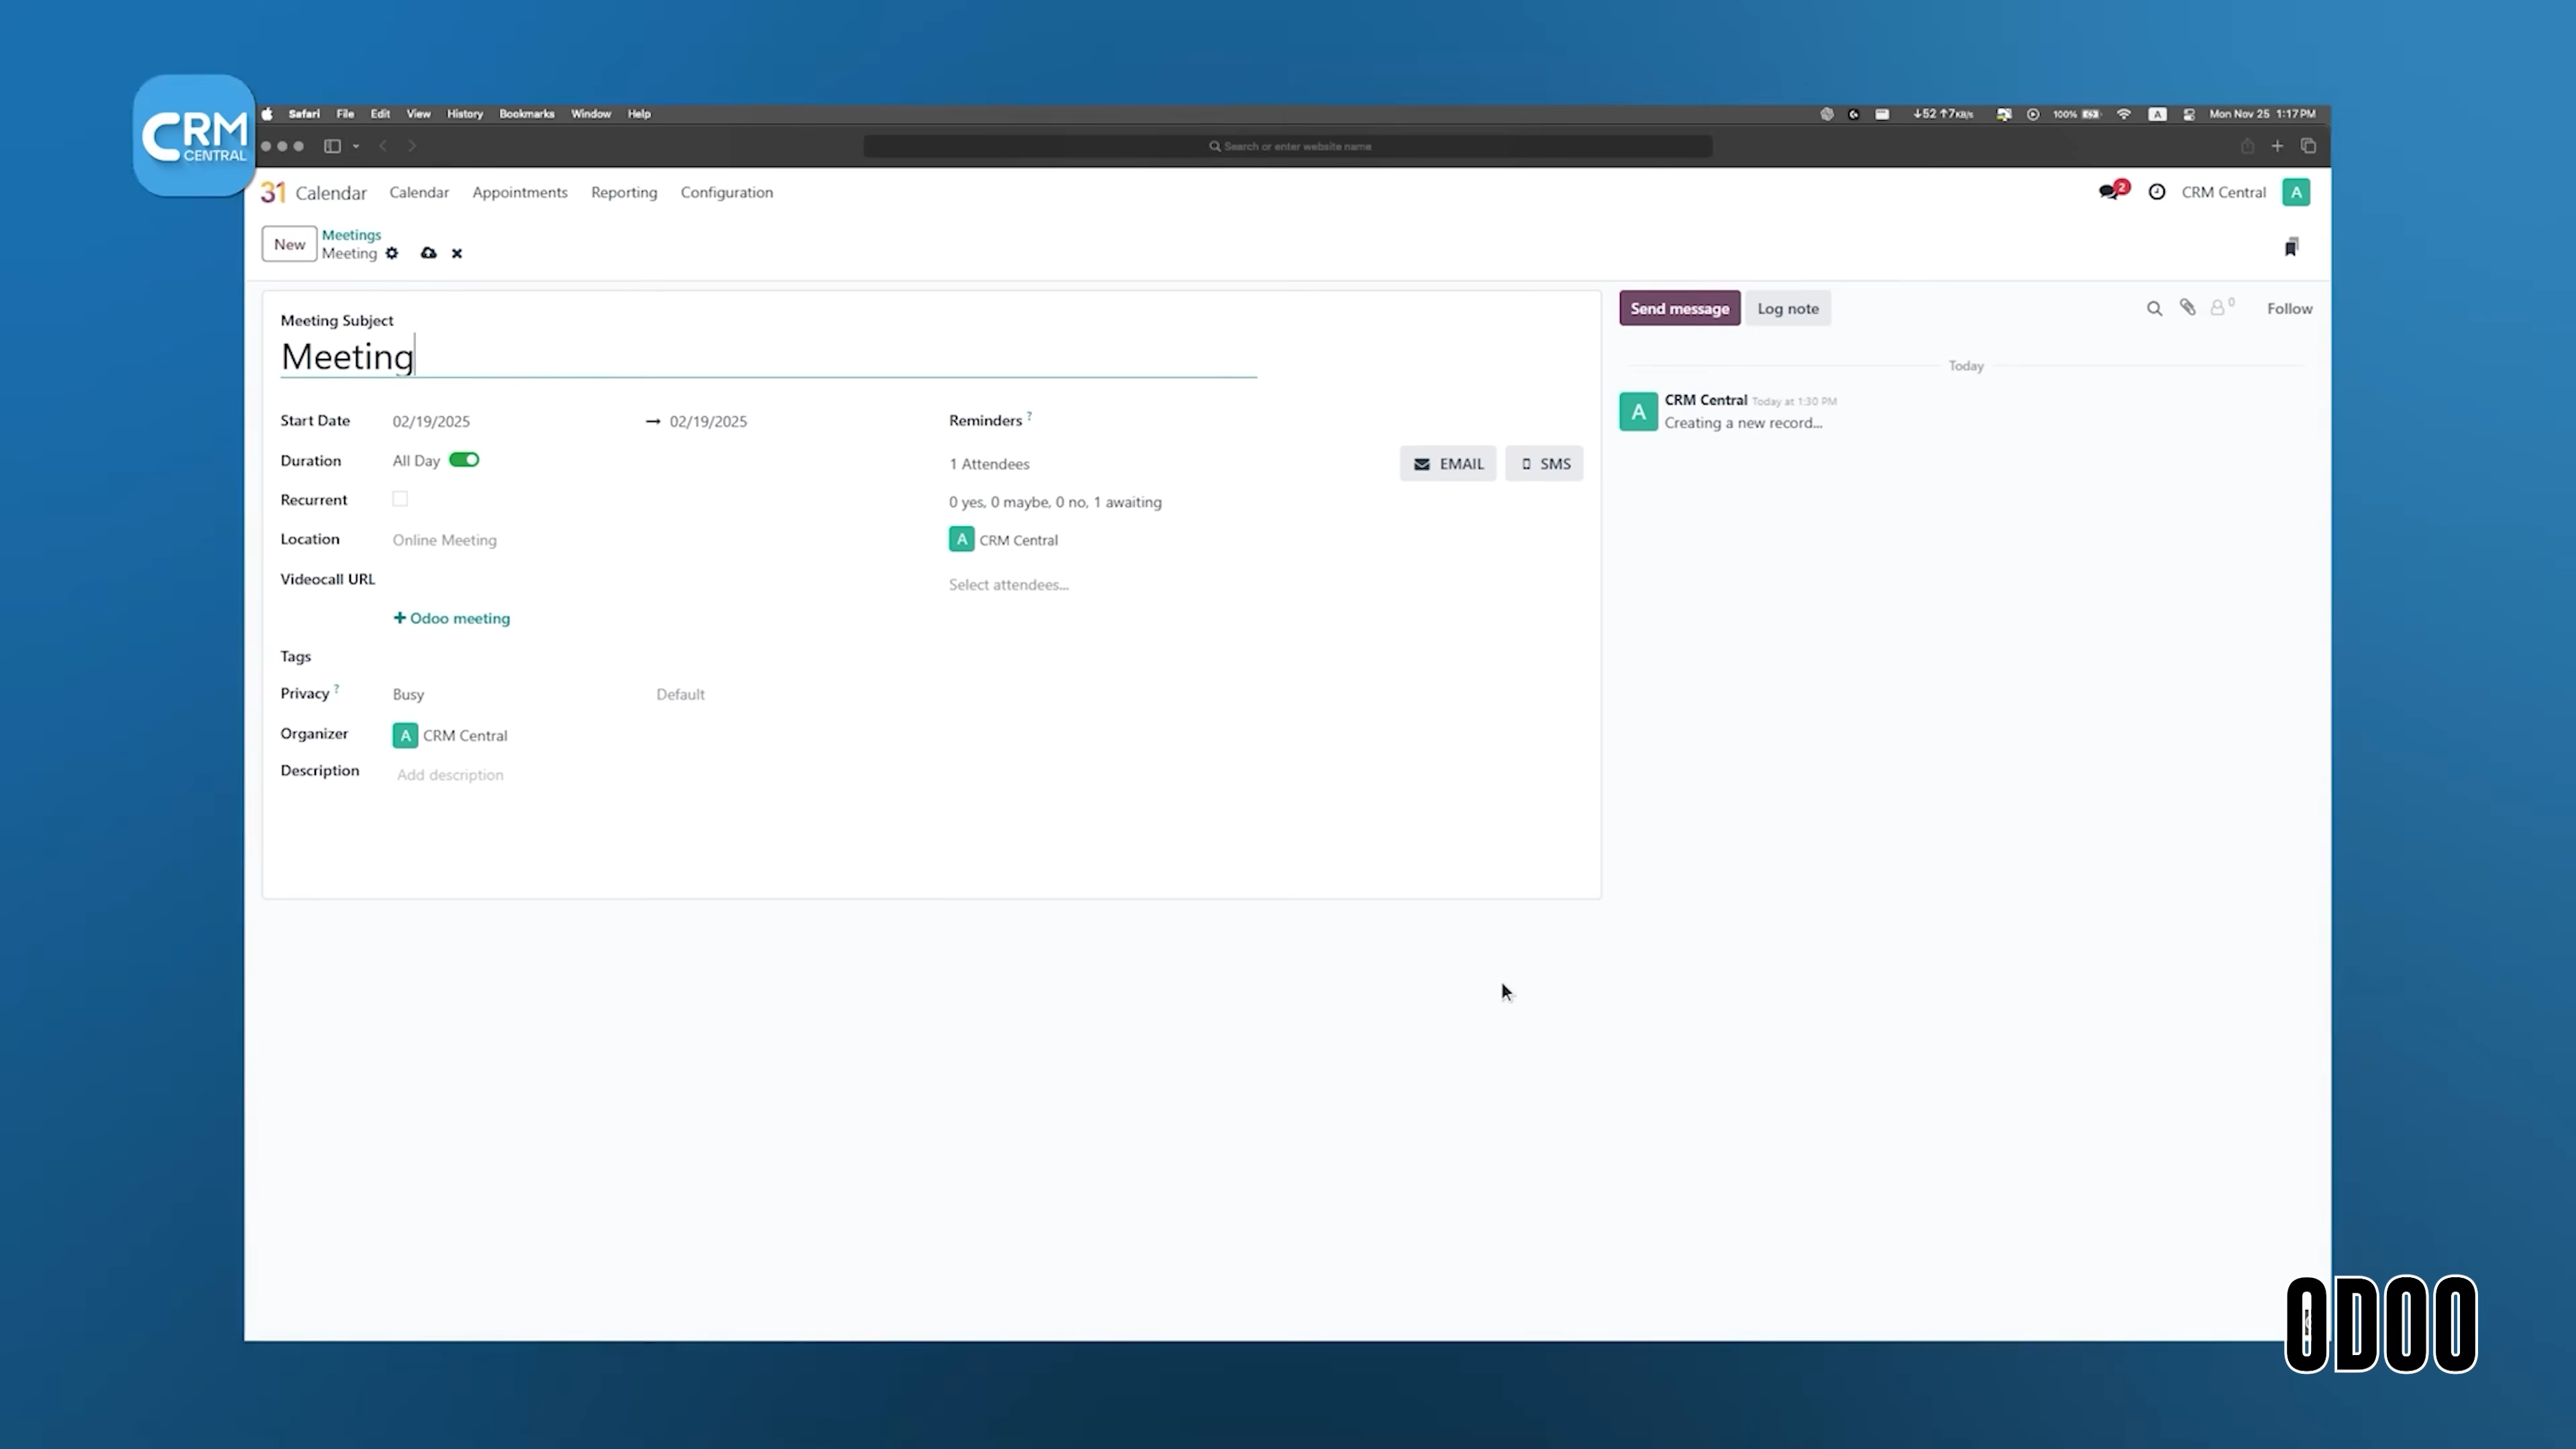 CRM
CENTRAL
Safari File Edit View History Bookmarks Window Help
↓52 ↑7KB/s 100% A Mon Nov 25 1:17 PM
Search or enter website name
31 Calendar Calendar Appointments Reporting Configuration
2 CRM Central A
New
Meetings
Meeting
Meeting Subject
Meeting
Start Date 02/19/2025 → 02/19/2025
Duration All Day
Recurrent
Location Online Meeting
Videocall URL
+ Odoo meeting
Tags
Privacy ? Busy Default
Organizer A CRM Central
Description Add description
Reminders ?
1 Attendees EMAIL SMS
0 yes, 0 maybe, 0 no, 1 awaiting
A CRM Central
Select attendees...
Send message Log note 0 Follow
Today
A CRM Central Today at 1:30 PM
Creating a new record...
ODOO